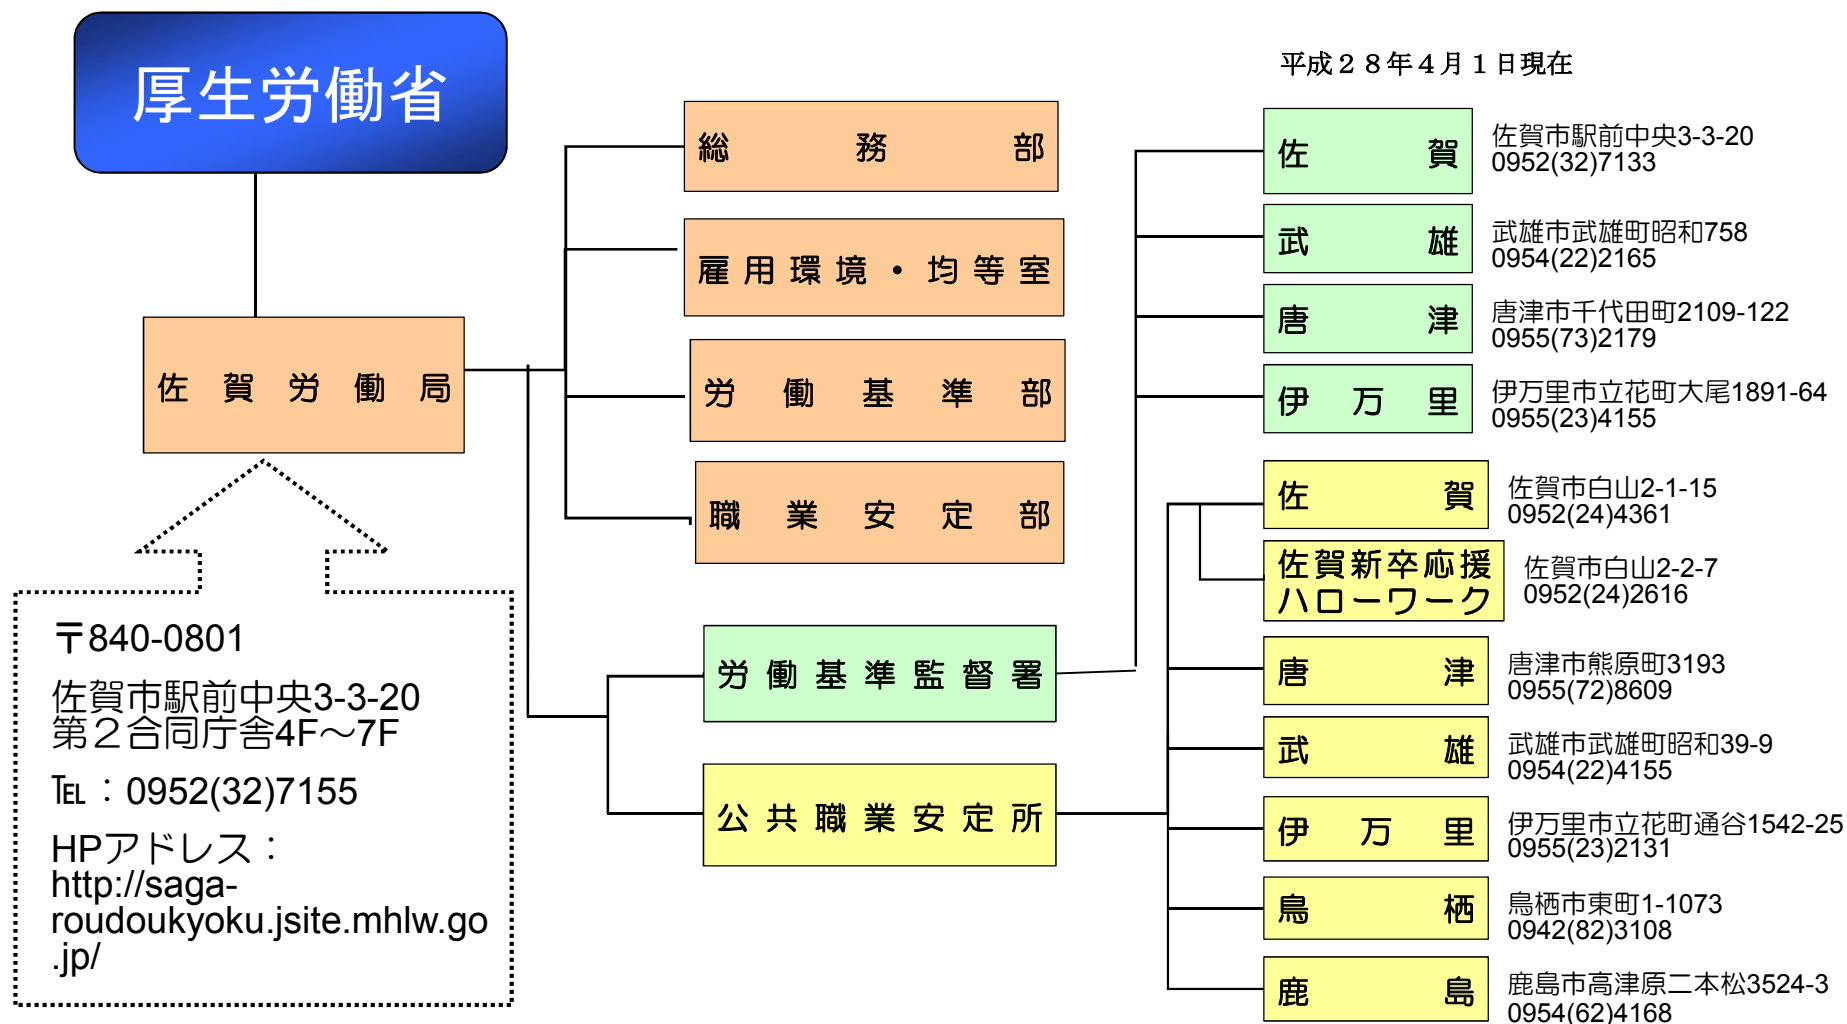 厚生労働省
平成２８年４月１日現在
佐賀労働局
〒840-0801
佐賀市駅前中央3-3-20
第２合同庁舎4F～7F
℡：0952(32)7155
HPアドレス：
http://saga-
roudoukyoku.jsite.mhlw.go
.jp/
総務部
雇用環境・均等室
労働基準部
職業安定部
労働基準監督署
公共職業安定所
佐賀
佐賀市駅前中央3-3-20
0952(32)7133
武雄
武雄市武雄町昭和758
0954(22)2165
唐津
唐津市千代田町2109-122
0955(73)2179
伊万里
伊万里市立花町大尾1891-64
0955(23)4155
佐賀
佐賀市白山2-1-15
0952(24)4361
佐賀新卒応援
ハローワーク
佐賀市白山2-2-7
0952(24)2616
唐津
唐津市熊原町3193
0955(72)8609
武雄
武雄市武雄町昭和39-9
0954(22)4155
伊万里
伊万里市立花町通谷1542-25
0955(23)2131
鳥栖
鳥栖市東町1-1073
0942(82)3108
鹿島
鹿島市高津原二本松3524-3
0954(62)4168